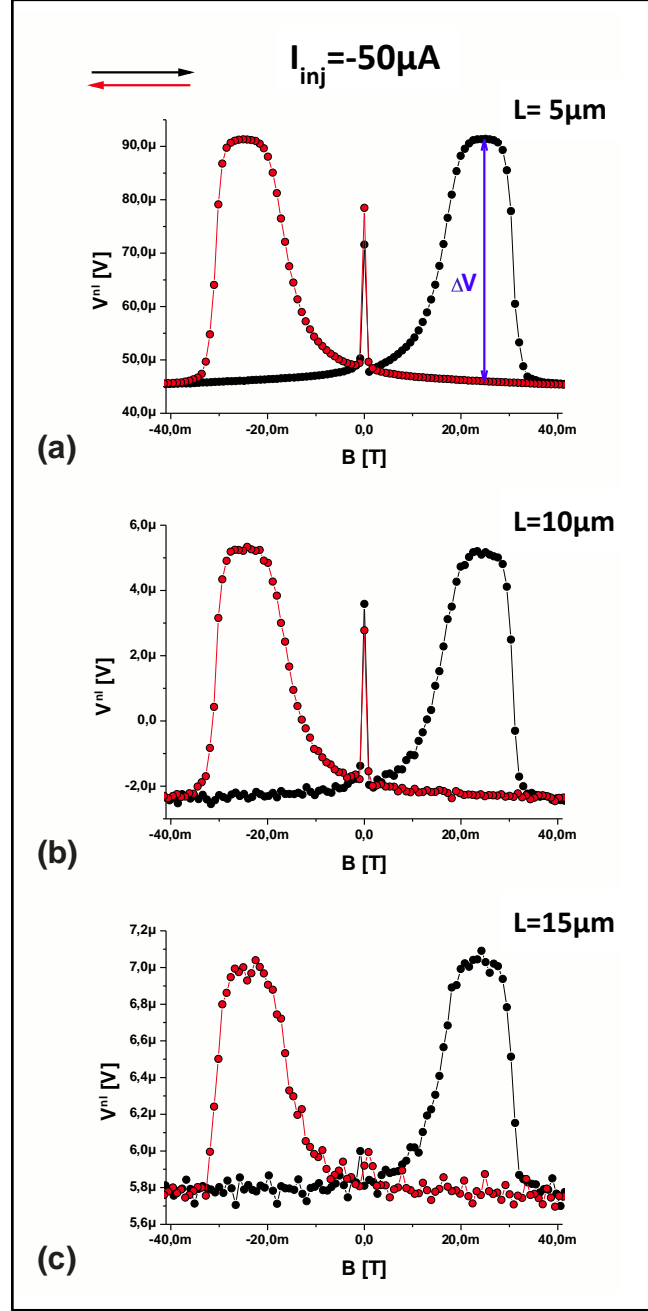 I_inj=-50µA
L= 5µm
90,0µ
80,0µ
70,0µ
60,0µ
50,0µ
40,0µ
V^nl [V]
ΔV
-40,0m -20,0m 0,0 20,0m 40,0m
B [T]
(a)
L=10µm
6,0µ
4,0µ
2,0µ
0,0
-2,0µ
V^nl [V]
-40,0m -20,0m 0,0 20,0m 40,0m
B [T]
(b)
L=15µm
7,2µ
7,0µ
6,8µ
6,6µ
6,4µ
6,2µ
6,0µ
5,8µ
5,6µ
V^nl [V]
-40,0m -20,0m 0,0 20,0m 40,0m
B [T]
(c)